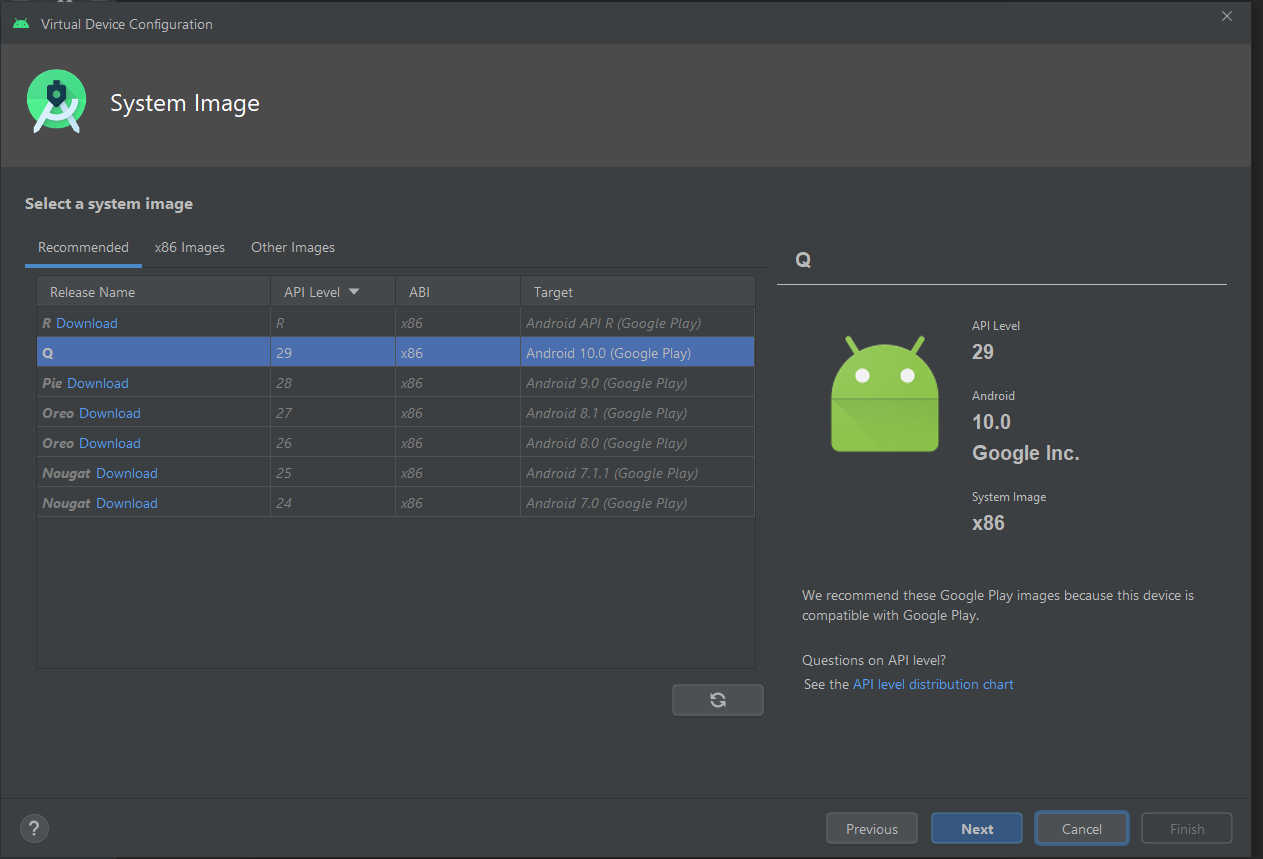 Virtual Device Configuration
System Image
Select a system image
Recommended x86 Images Other Images
Release Name API Level ABI Target
R Download R x86 Android API R (Google Play)
Q 29 x86 Android 10.0 (Google Play)
Pie Download 28 x86 Android 9.0 (Google Play)
Oreo Download 27 x86 Android 8.1 (Google Play)
Oreo Download 26 x86 Android 8.0 (Google Play)
Nougat Download 25 x86 Android 7.1.1 (Google Play)
Nougat Download 24 x86 Android 7.0 (Google Play)
Q
API Level
29
Android
10.0
Google Inc.
System Image
x86
We recommend these Google Play images because this device is
compatible with Google Play.
Questions on API level?
See the API level distribution chart
? Previous Next Cancel Finish